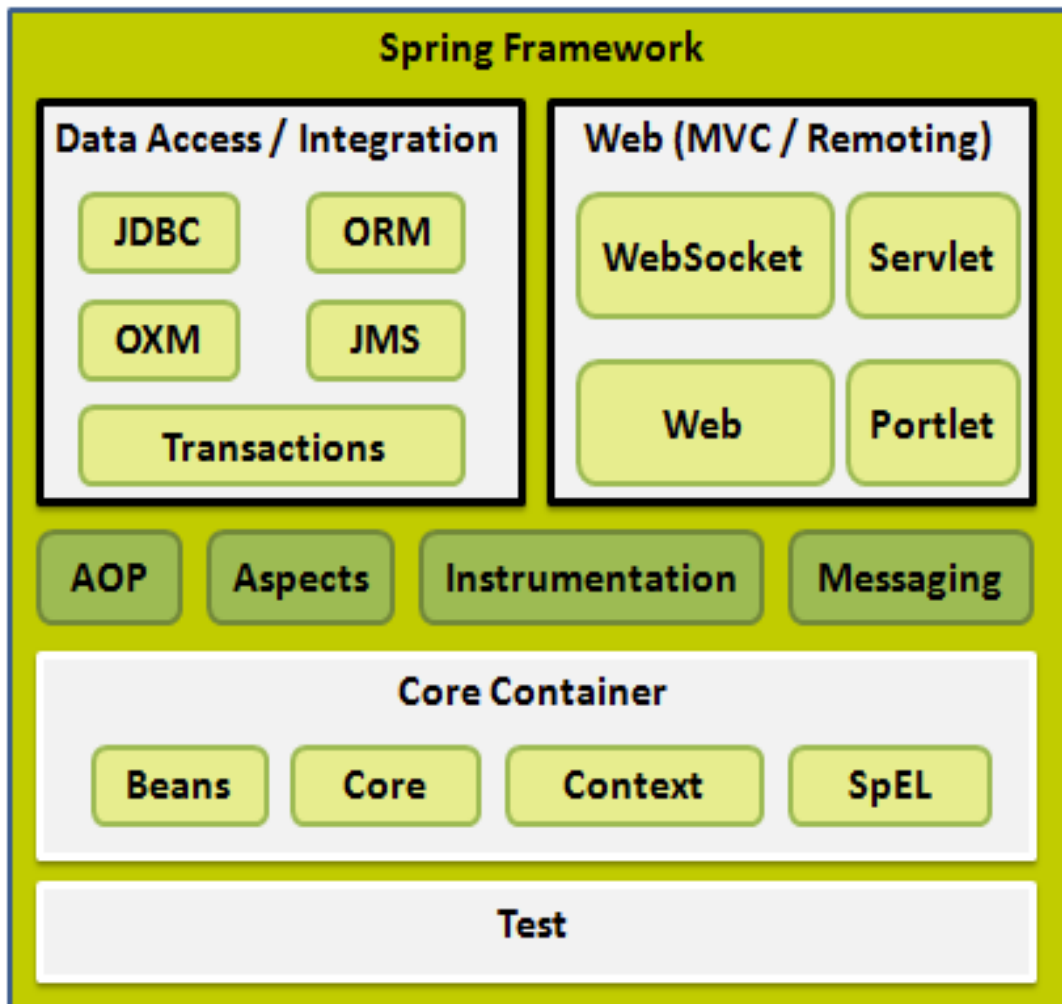 Spring Framework
Data Access / Integration
JDBC
ORM
OXM
JMS
Transactions
Web (MVC / Remoting)
WebSocket
Servlet
Web
Portlet
AOP
Aspects
Instrumentation
Messaging
Core Container
Beans
Core
Context
SpEL
Test